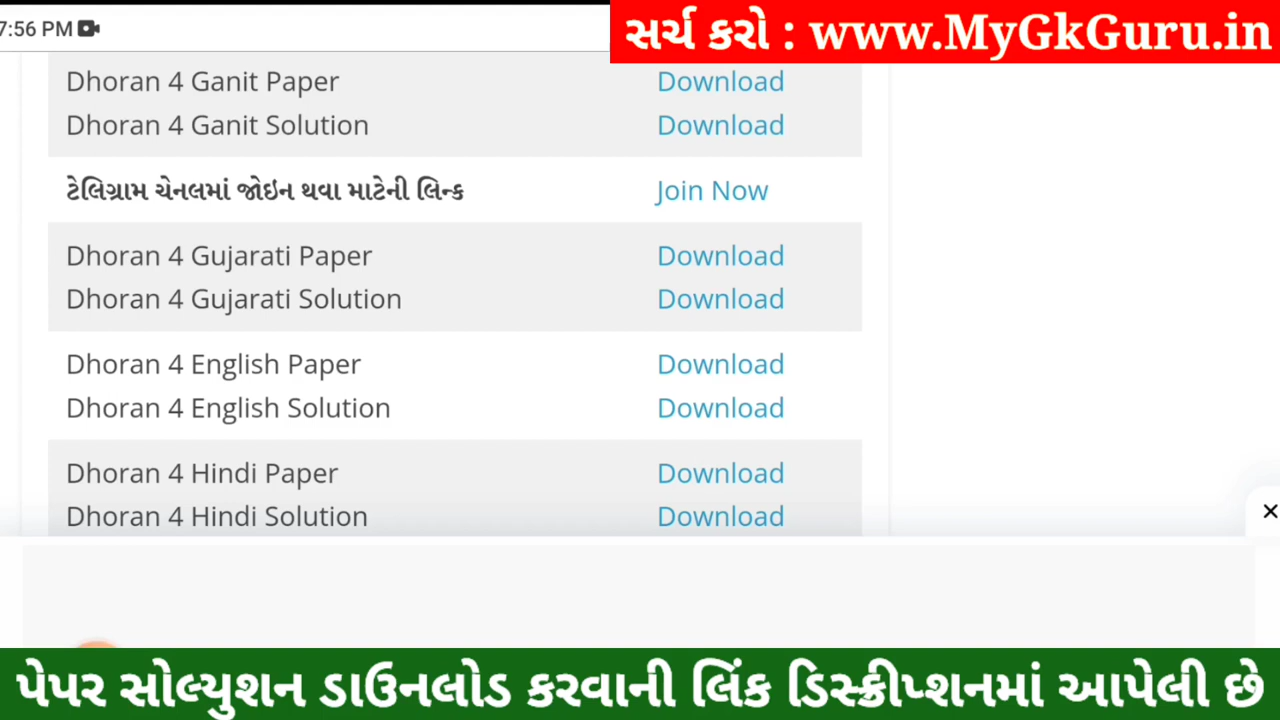 7:56 PM
સર્ચ કરો : www.MyGkGuru.in
Dhoran 4 Ganit Paper Download
Dhoran 4 Ganit Solution Download
ટેલિગ્રામ ચેનલમાં જોઇન થવા માટેની લિન્ક Join Now
Dhoran 4 Gujarati Paper Download
Dhoran 4 Gujarati Solution Download
Dhoran 4 English Paper Download
Dhoran 4 English Solution Download
Dhoran 4 Hindi Paper Download
Dhoran 4 Hindi Solution Download
પેપર સોલ્યુશન ડાઉનલોડ કરવાની લિંક ડિસ્ક્રીપ્શનમાં આપેલી છે